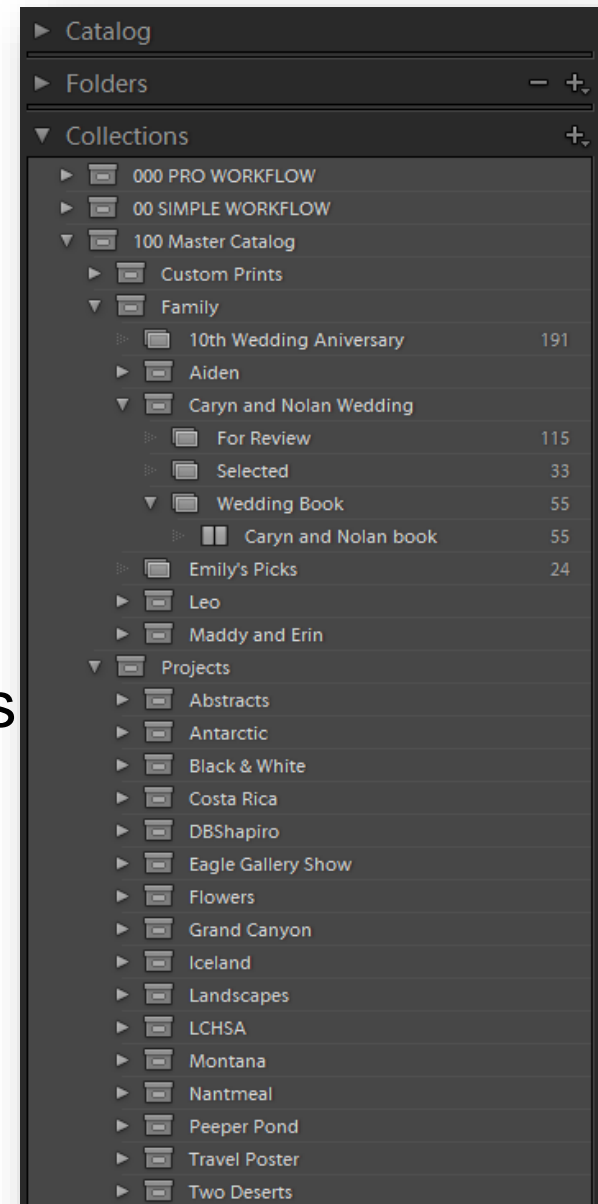 Catalog
Folders
Collections
000 PRO WORKFLOW
00 SIMPLE WORKFLOW
100 Master Catalog
Custom Prints
Family
10th Wedding Aniversary 191
Aiden
Caryn and Nolan Wedding
For Review 115
Selected 33
Wedding Book 55
Caryn and Nolan book 55
Emily's Picks 24
Leo
Maddy and Erin
Projects
s
Abstracts
Antarctic
Black & White
Costa Rica
DBShapiro
Eagle Gallery Show
Flowers
Grand Canyon
Iceland
Landscapes
LCHSA
Montana
Nantmeal
Peeper Pond
Travel Poster
Two Deserts